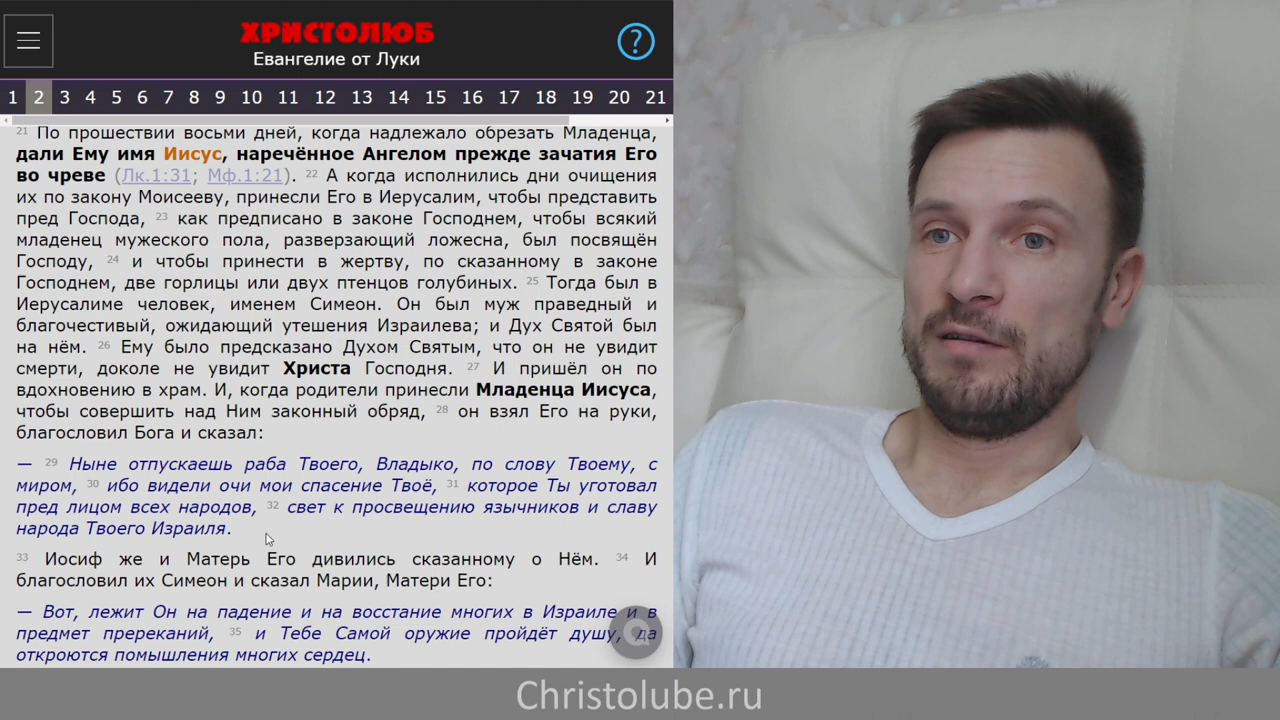 ХРИСТОЛЮБ
Евангелие от Луки
?
1 2 3 4 5 6 7 8 9 10 11 12 13 14 15 16 17 18 19 20 21
21 По прошествии восьми дней, когда надлежало обрезать Младенца,
дали Ему имя Иисус, наречённое Ангелом прежде зачатия Его
во чреве (Лк.1:31; Мф.1:21). 22 А когда исполнились дни очищения
их по закону Моисееву, принесли Его в Иерусалим, чтобы представить
пред Господа, 23 как предписано в законе Господнем, чтобы всякий
младенец мужеского пола, разверзающий ложесна, был посвящён
Господу, 24 и чтобы принести в жертву, по сказанному в законе
Господнем, две горлицы или двух птенцов голубиных. 25 Тогда был в
Иерусалиме человек, именем Симеон. Он был муж праведный и
благочестивый, ожидающий утешения Израилева; и Дух Святой был
на нём. 26 Ему было предсказано Духом Святым, что он не увидит
смерти, доколе не увидит Христа Господня. 27 И пришёл он по
вдохновению в храм. И, когда родители принесли Младенца Иисуса,
чтобы совершить над Ним законный обряд, 28 он взял Его на руки,
благословил Бога и сказал:
— 29 Ныне отпускаешь раба Твоего, Владыко, по слову Твоему, с
миром, 30 ибо видели очи мои спасение Твоё, 31 которое Ты уготовал
пред лицом всех народов, 32 свет к просвещению язычников и славу
народа Твоего Израиля.
33 Иосиф же и Матерь Его дивились сказанному о Нём. 34 И
благословил их Симеон и сказал Марии, Матери Его:
— Вот, лежит Он на падение и на восстание многих в Израиле и в
предмет пререканий, 35 и Тебе Самой оружие пройдёт душу, да
откроются помышления многих сердец.
Christolube.ru